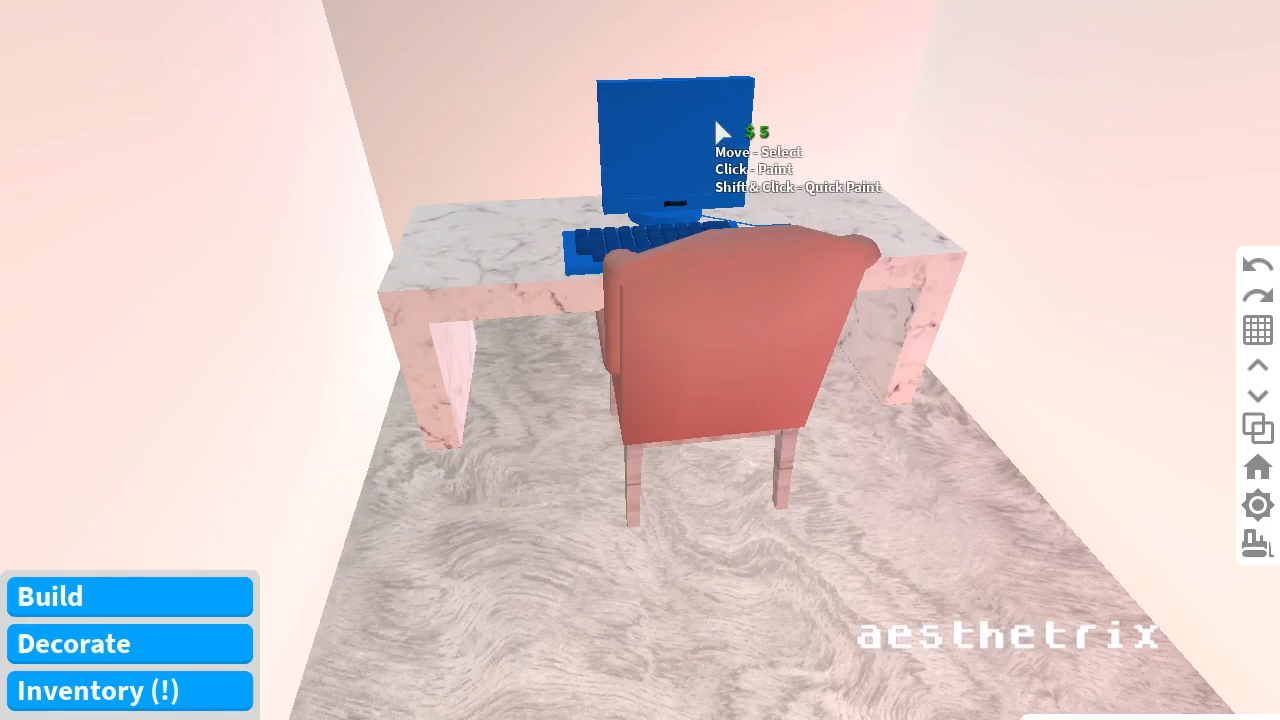 $ 5
Move - Select
Click - Paint
Shift & Click - Quick Paint
Build
Decorate
Inventory (!)
aesthetrix